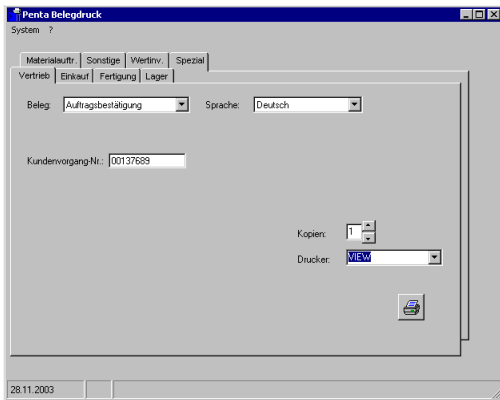 Penta Belegdruck
System ?
Materialauftr. Sonstige Wertinv. Spezial
Vertrieb Einkauf Fertigung Lager
Beleg: Auftragsbestätigung Sprache: Deutsch
Kundenvorgang-Nr.: 00137689
Kopien: 1
Drucker: VIEW
28.11.2003